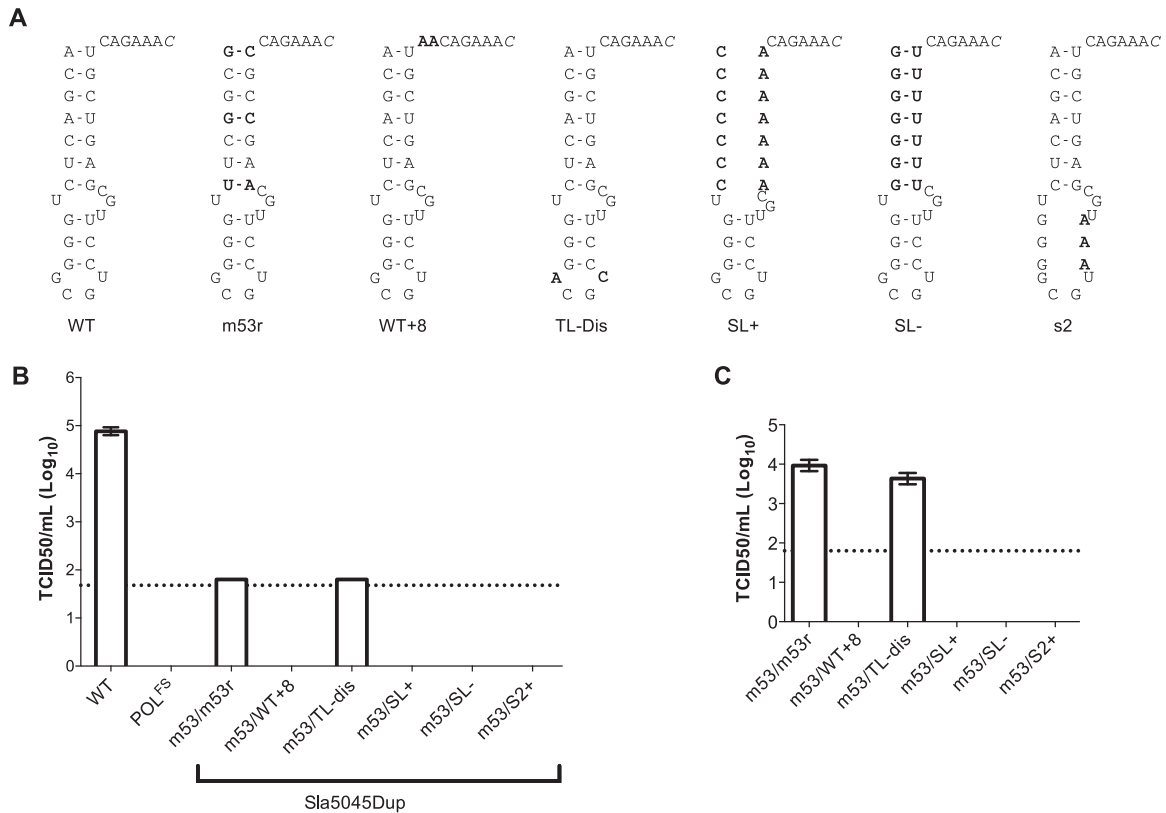 A
CAGAAAC CAGAAAC AACAGAAAC CAGAAAC CAGAAAC CAGAAAC CAGAAAC
A-U G-C A-U A-U C A G-U A-U
C-G C-G C-G C-G C A G-U C-G
G-C G-C G-C G-C C A G-U G-C
A-U G-C A-U A-U C A G-U A-U
C-G C-G C-G C-G C A G-U C-G
U-A U-A U-A U-A C A G-U U-A
C-G C U-A C C-G C C-G C C A G-U C C-G C
U G U G U G U G U C G U G U G
G-U U G-U U G-U U G-U U G-U U G-U U G A U
G-C G-C G-C G-C G-C G-C G A
G-C G-C G-C G-C G-C G-C G A
G U G U G U A C G U G U G U
C G C G C G C G C G C G C G
WT m53r WT+8 TL-Dis SL+ SL- s2
B
TCID50/mL (Log10)
6
5
4
3
2
1
0
WT POLFS m53/m53r m53/WT+8 m53/TL-dis m53/SL+ m53/SL- m53/S2+
Sla5045Dup
C
TCID50/mL (Log10)
5
4
3
2
1
0
m53/m53r m53/WT+8 m53/TL-dis m53/SL+ m53/SL- m53/S2+